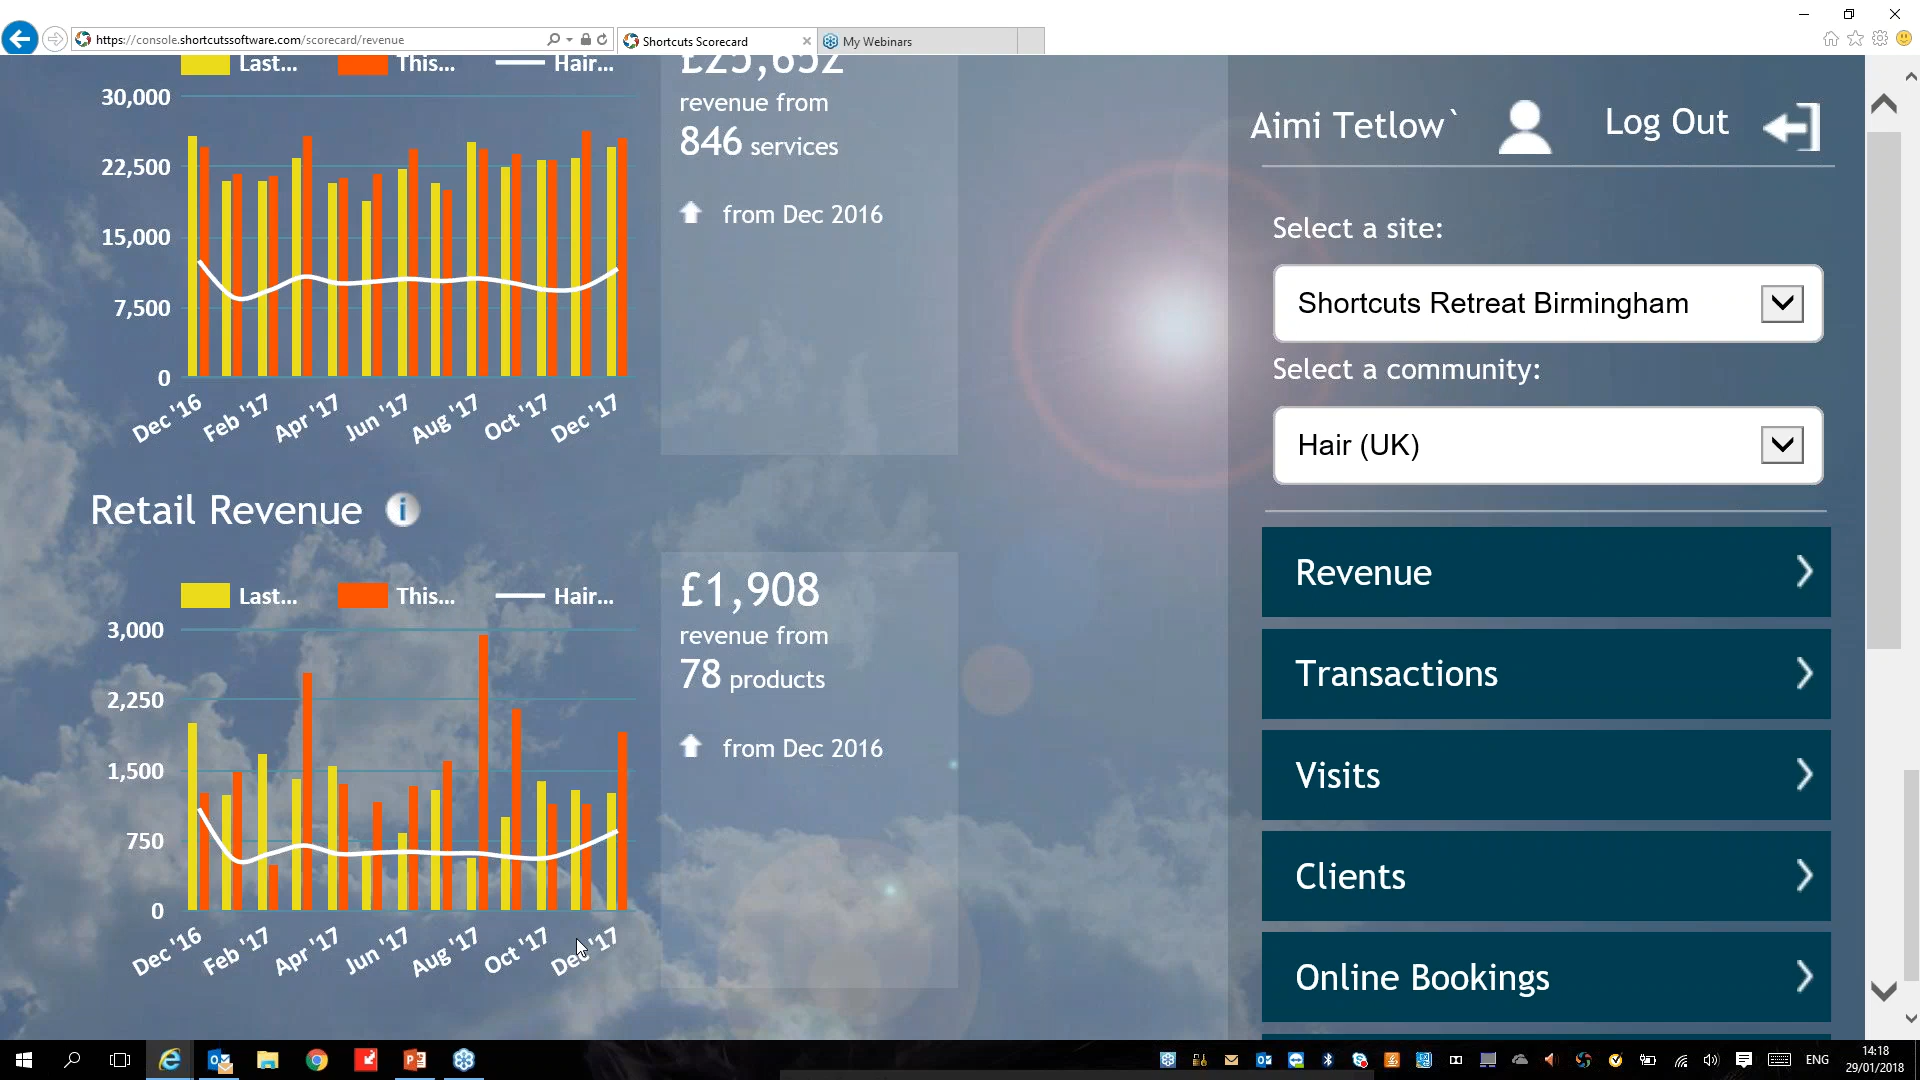 https://console.shortcutssoftware.com/scorecard/revenue
Shortcuts Scorecard
My Webinars
Last...
This...
Hair...
30,000
22,500
15,000
7,500
0
Dec '16
Feb '17
Apr '17
Jun '17
Aug '17
Oct '17
Dec '17
£25,652
revenue from
846 services
from Dec 2016
Retail Revenue
i
Last...
This...
Hair...
3,000
2,250
1,500
750
0
Dec '16
Feb '17
Apr '17
Jun '17
Aug '17
Oct '17
Dec '17
£1,908
revenue from
78 products
from Dec 2016
Aimi Tetlow`
Log Out
Select a site:
Shortcuts Retreat Birmingham
Select a community:
Hair (UK)
Revenue
Transactions
Visits
Clients
Online Bookings
ENG
14:18
29/01/2018